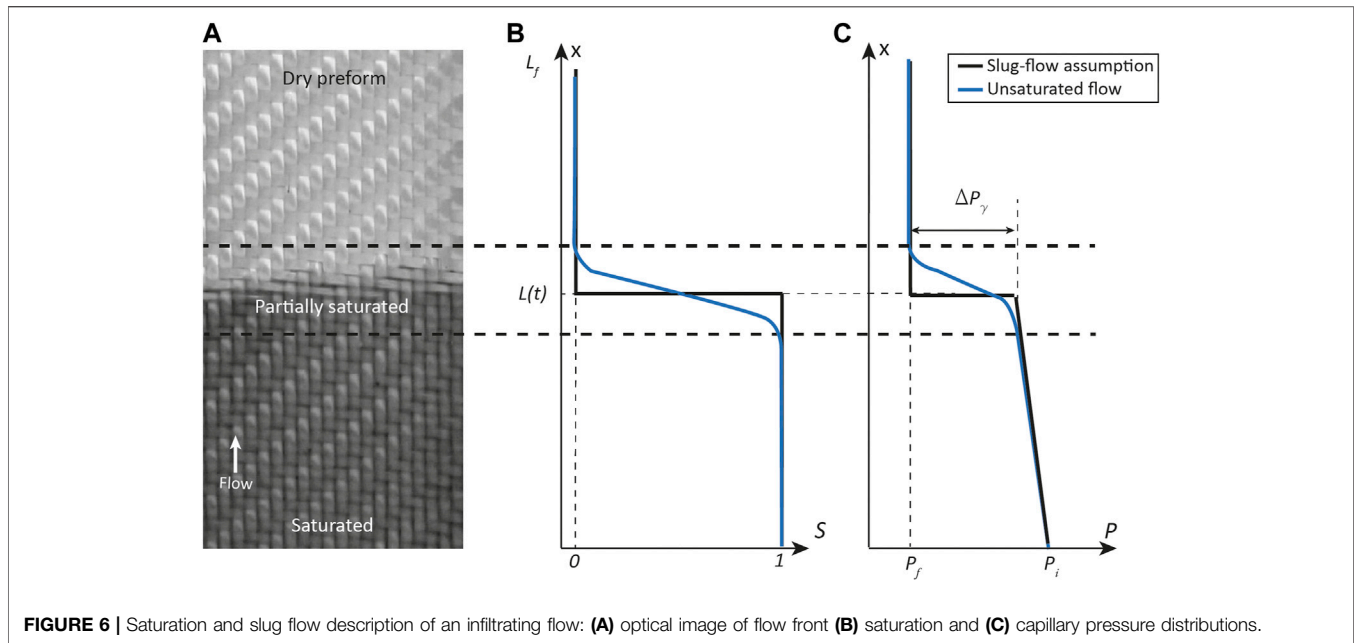 A
B
C
Dry preform
Partially saturated
Flow
Saturated
x
L_f
L(t)
S
0
1
x
Slug-flow assumption
Unsaturated flow
ΔP_γ
P
P_f
P_i
FIGURE 6 | Saturation and slug flow description of an infiltrating flow: (A) optical image of flow front (B) saturation and (C) capillary pressure distributions.